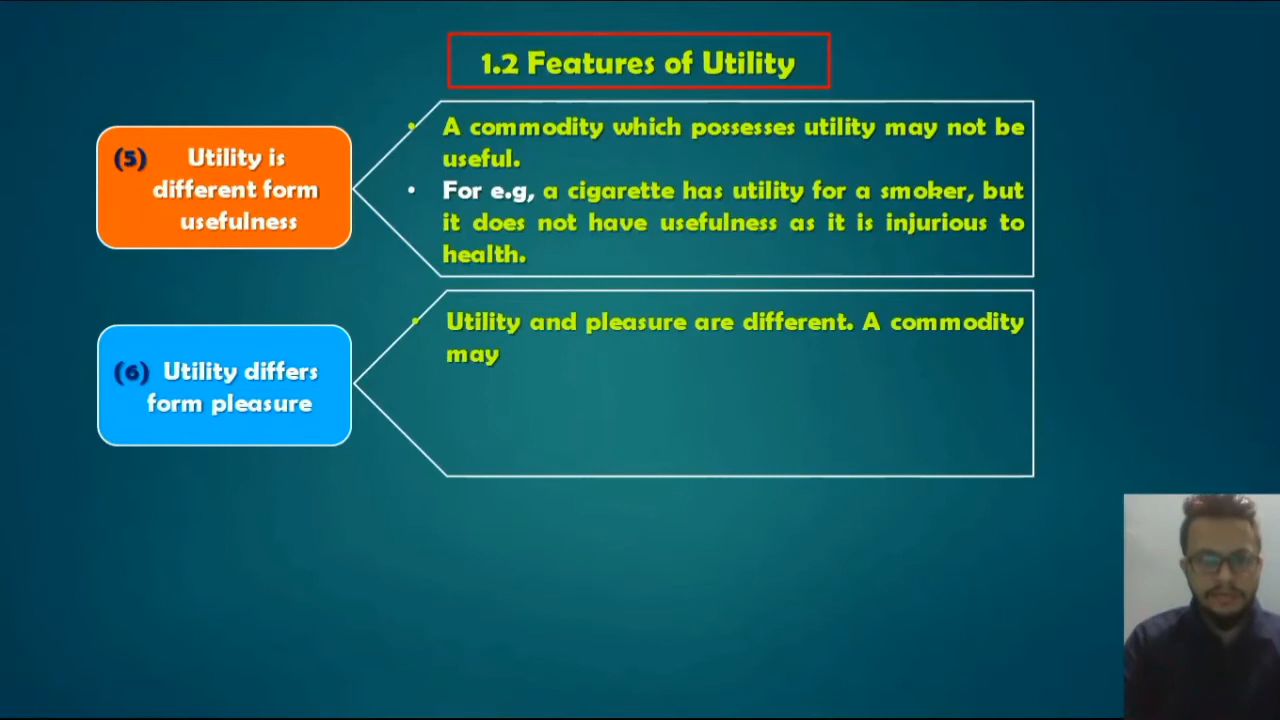 1.2 Features of Utility
(5) Utility is
different form
usefulness
• A commodity which possesses utility may not be
useful.
• For e.g, a cigarette has utility for a smoker, but
it does not have usefulness as it is injurious to
health.
(6) Utility differs
form pleasure
• Utility and pleasure are different. A commodity
may